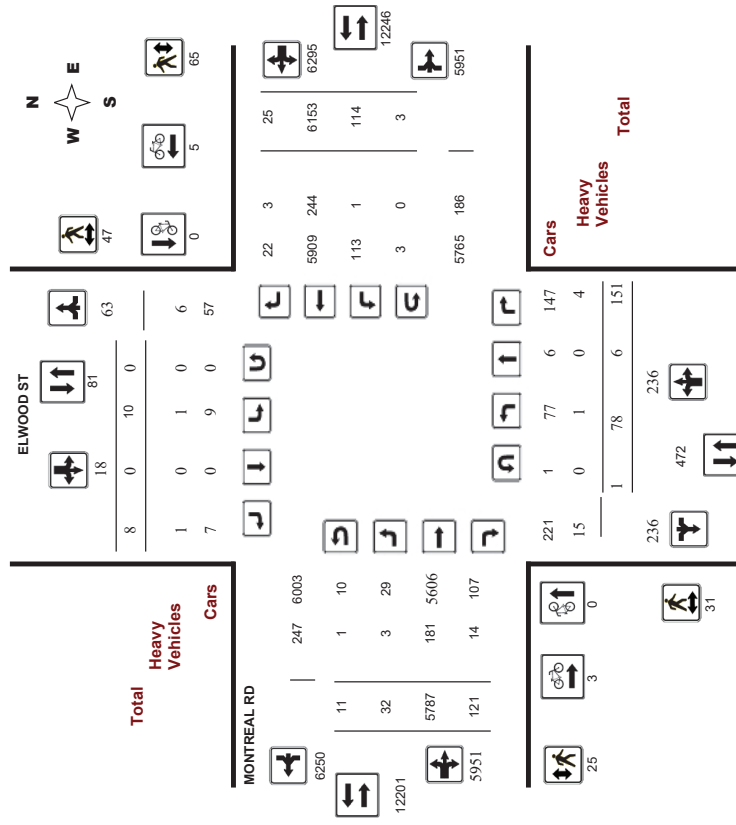 N
W E
S
65
5
47
0
ELWOOD ST
63
81
18
10 0
8 0
6
1 0 0
1
57
9 0
7 0
12246
6295
5951
25
6153
114
3
3
244
1
0
186
22
5909
113
3
5765
Total
Heavy
Vehicles
Cars
MONTREAL RD
247 6003
1 10
3 29
181 5606
14 107
11
32
5787
121
6250
12201
5951
Cars
Heavy
Vehicles
Total
221 1 77 6 147
15 0 1 0 4
1 78 6 151
236
472
236
0
3
25
31